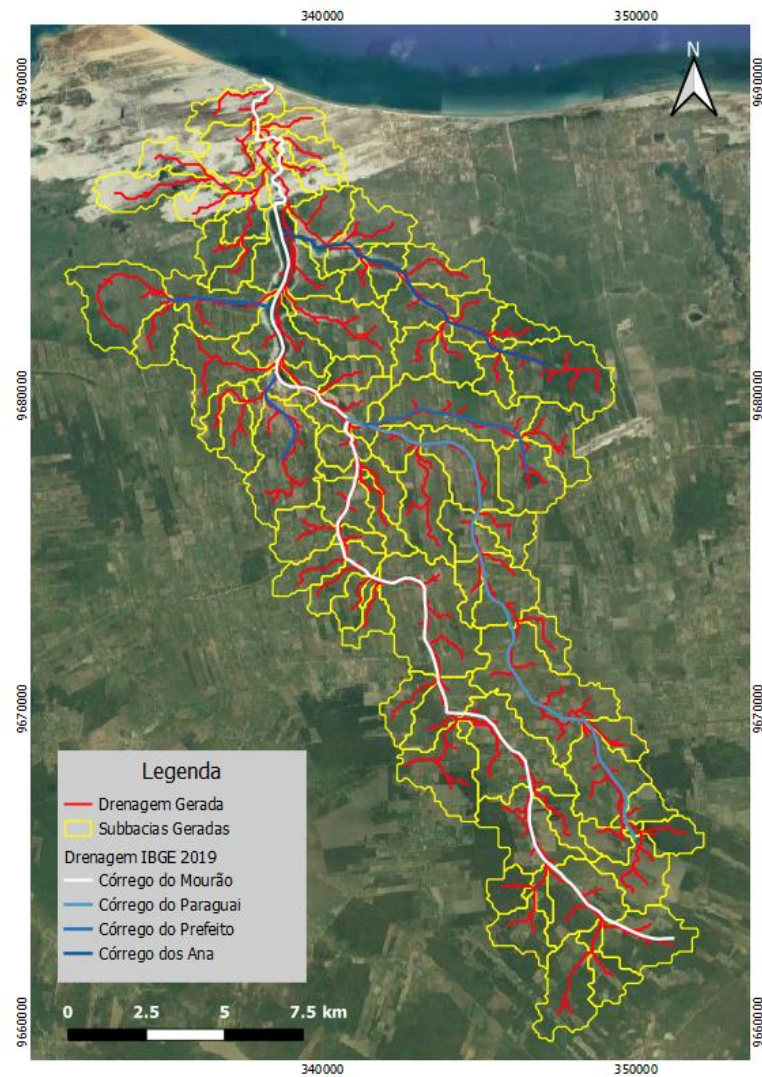 340000 350000
N
9690000 9690000
9680000 9680000
9670000 9670000
9660000 9660000
Legenda
Drenagem Gerada
Subbacias Geradas
Drenagem IBGE 2019
Córrego do Mourão
Córrego do Paraguai
Córrego do Prefeito
Córrego dos Ana
0 2.5 5 7.5 km
340000 350000